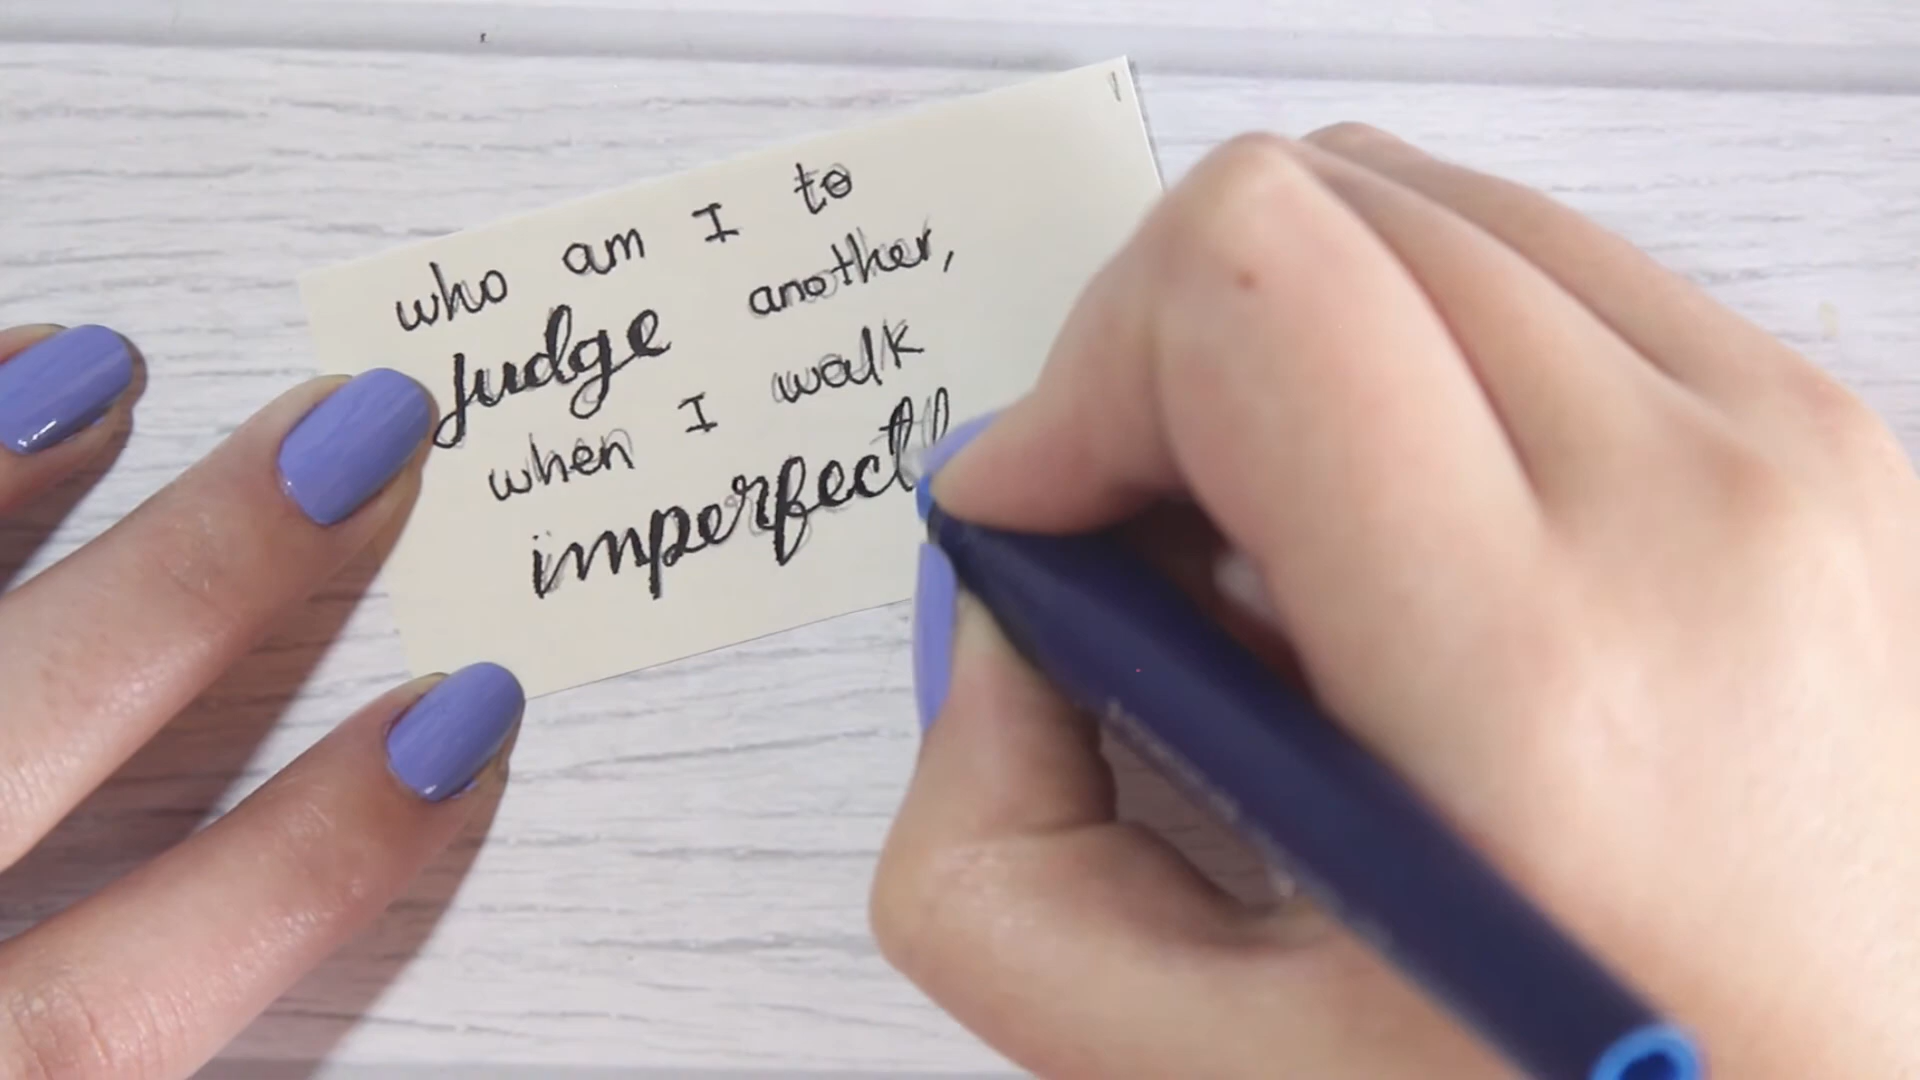 who am I to
judge another,
when I walk
imperfectl